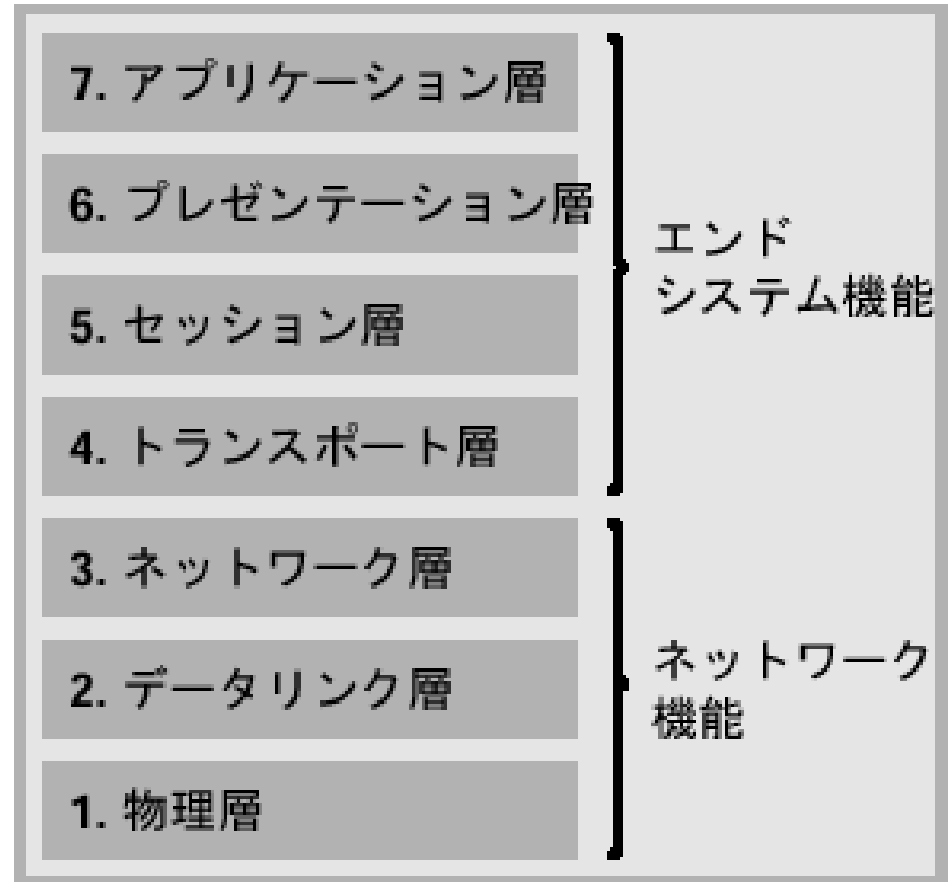 7. アプリケーション層
6. プレゼンテーション層
5. セッション層
4. トランスポート層
エンド
システム機能
3. ネットワーク層
2. データリンク層
1. 物理層
ネットワーク
機能